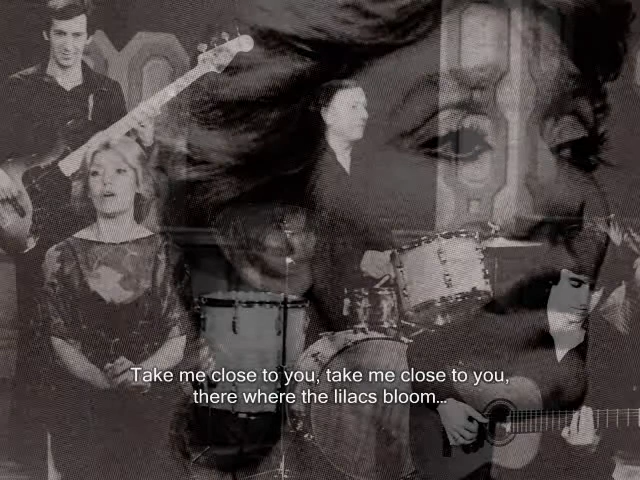 Take me close to you, take me close to you,
there where the lilacs bloom...